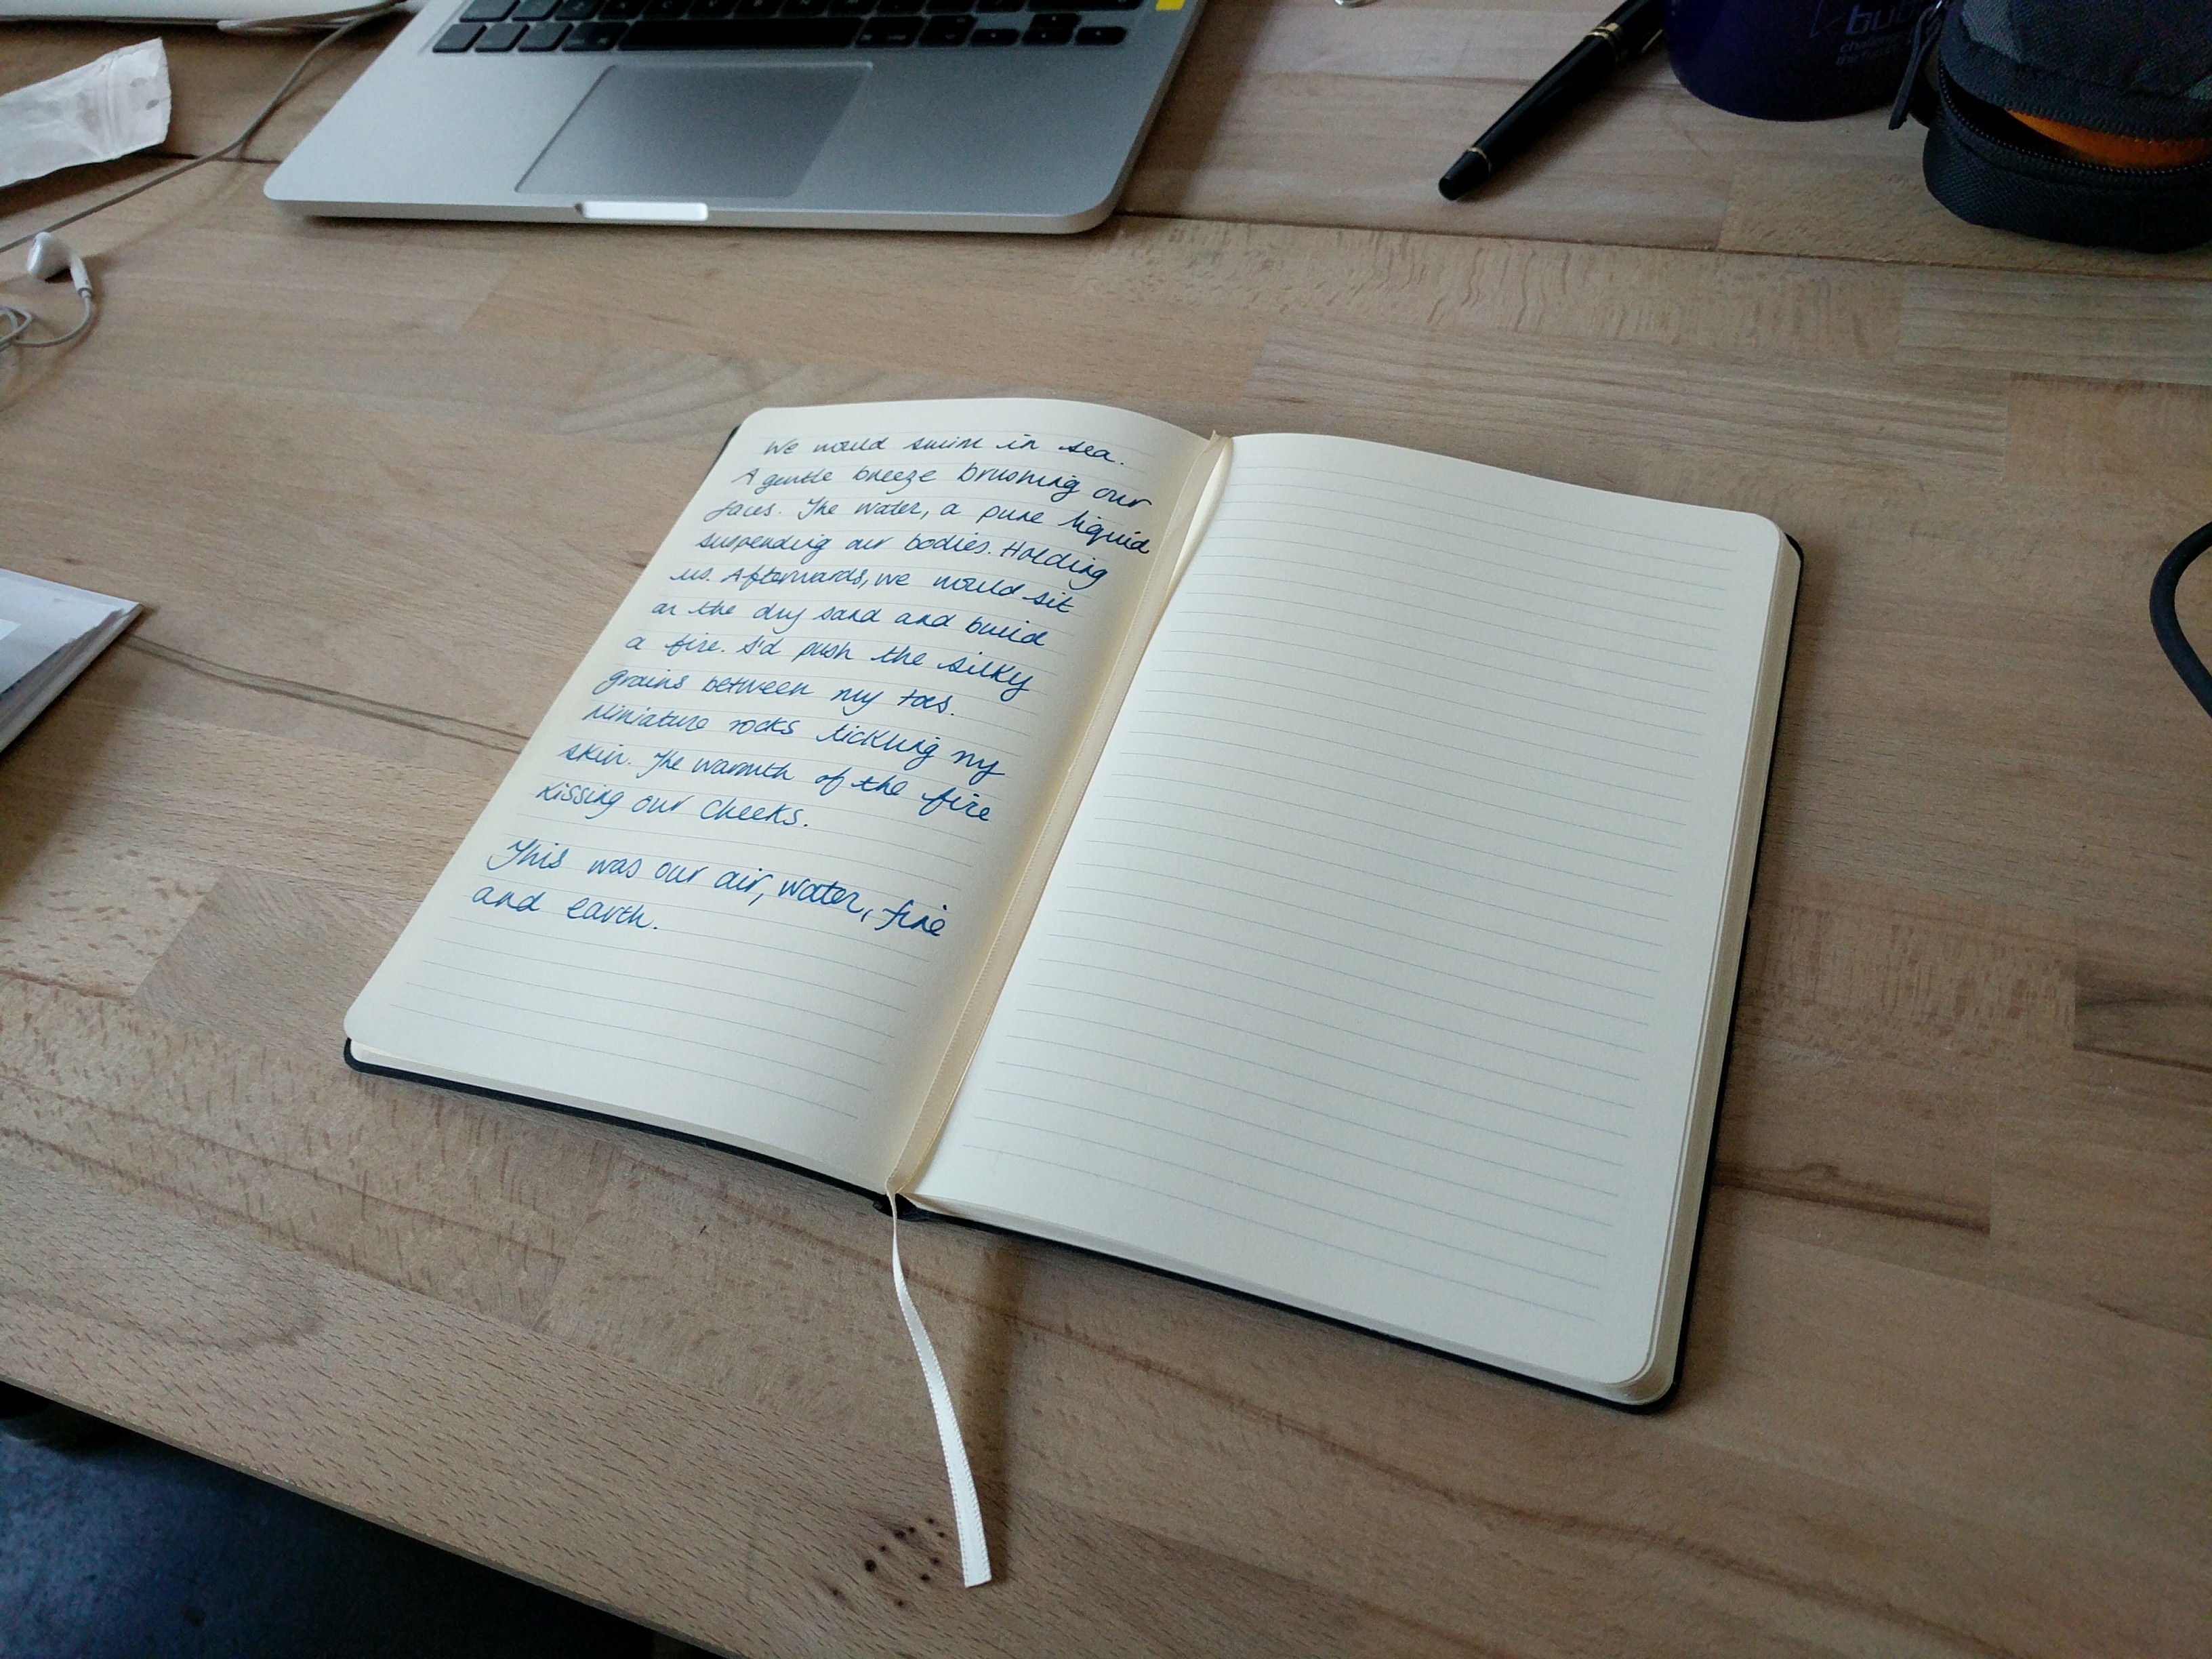 We would swim in sea.
A gentle breeze brushing our
faces. The water, a pure liquid
suspending our bodies. Holding
us. Afterwards, we would sit
on the dry sand and build
a fire. I'd push the silky
grains between my toes.
Miniature rocks tickling my
skin. The warmth of the fire
kissing our cheeks.
This was our air, water, fire
and earth.